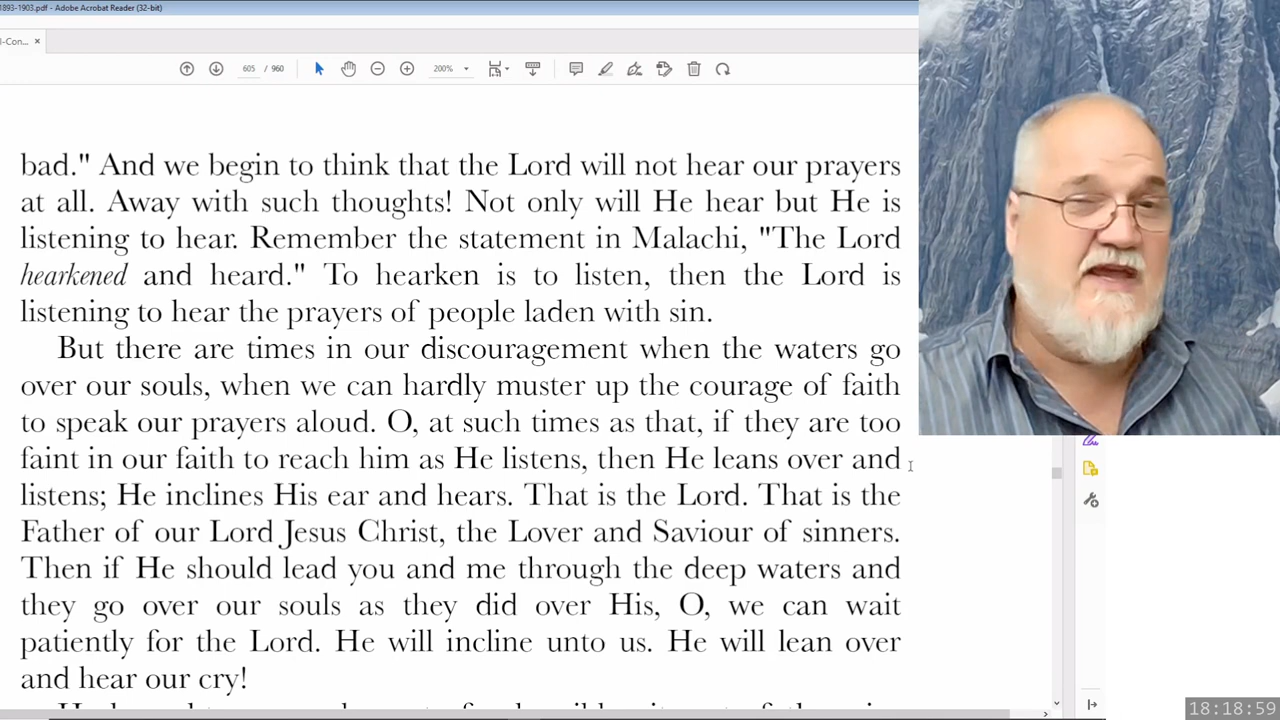 1893-1903.pdf - Adobe Acrobat Reader (32-bit)
l-Con... ×
605 / 960
200%
bad." And we begin to think that the Lord will not hear our prayers
at all. Away with such thoughts! Not only will He hear but He is
listening to hear. Remember the statement in Malachi, "The Lord
hearkened and heard." To hearken is to listen, then the Lord is
listening to hear the prayers of people laden with sin.
But there are times in our discouragement when the waters go
over our souls, when we can hardly muster up the courage of faith
to speak our prayers aloud. O, at such times as that, if they are too
faint in our faith to reach him as He listens, then He leans over and
listens; He inclines His ear and hears. That is the Lord. That is the
Father of our Lord Jesus Christ, the Lover and Saviour of sinners.
Then if He should lead you and me through the deep waters and
they go over our souls as they did over His, O, we can wait
patiently for the Lord. He will incline unto us. He will lean over
and hear our cry!
18:18:59